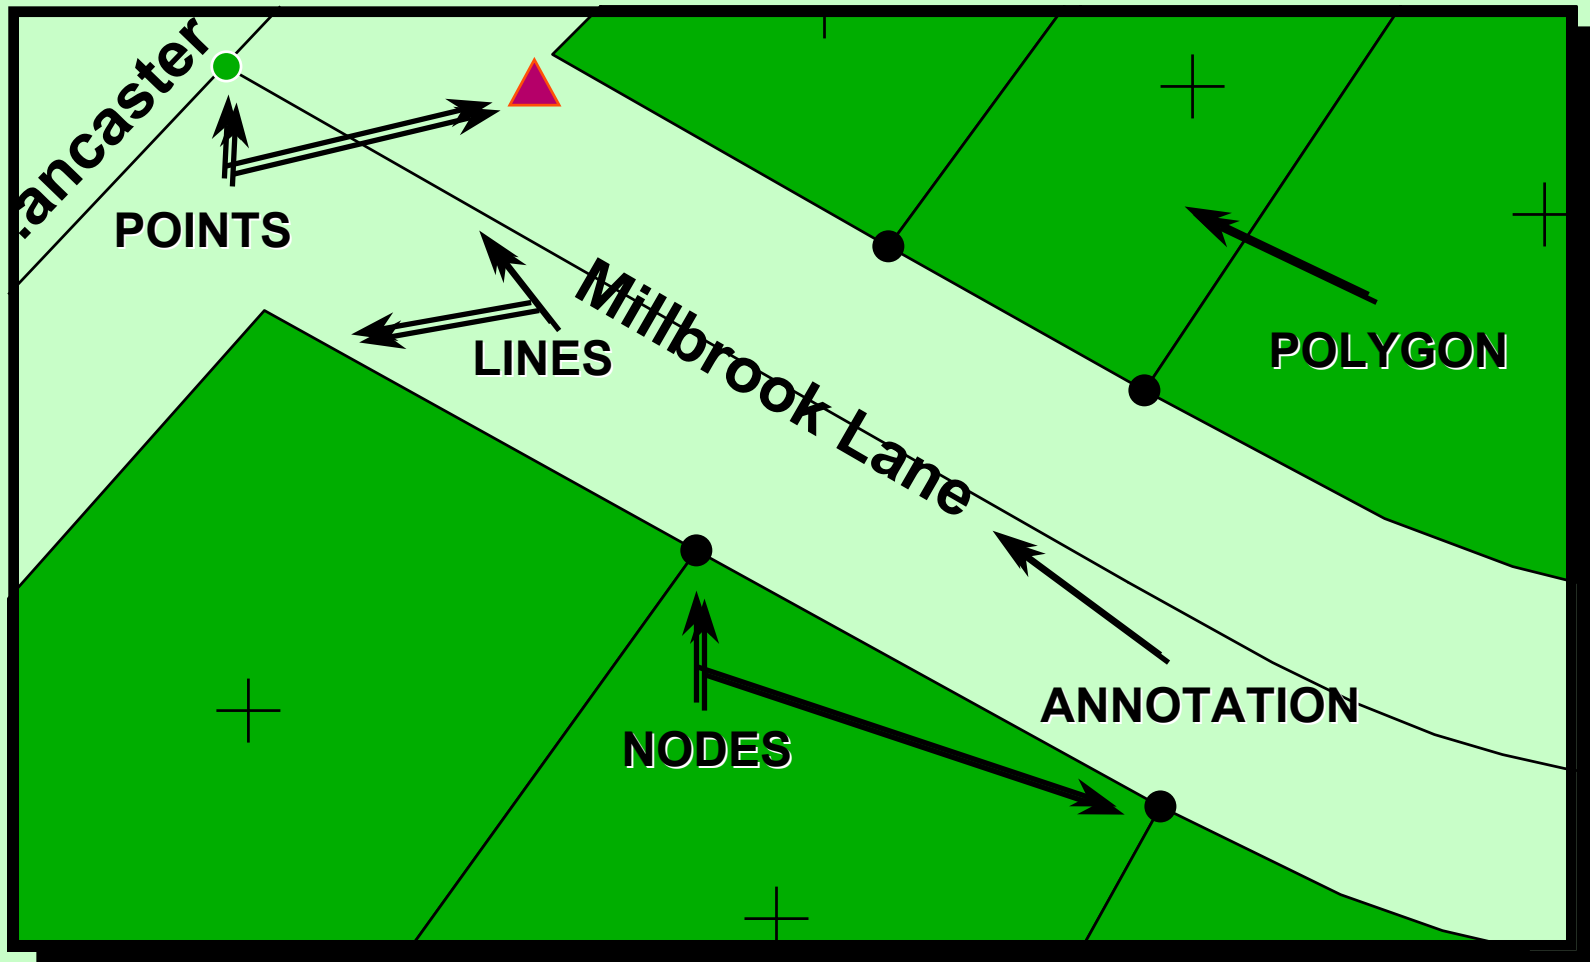 ancaster
POINTS
LINES
Millbrook Lane
POLYGON
ANNOTATION
NODES